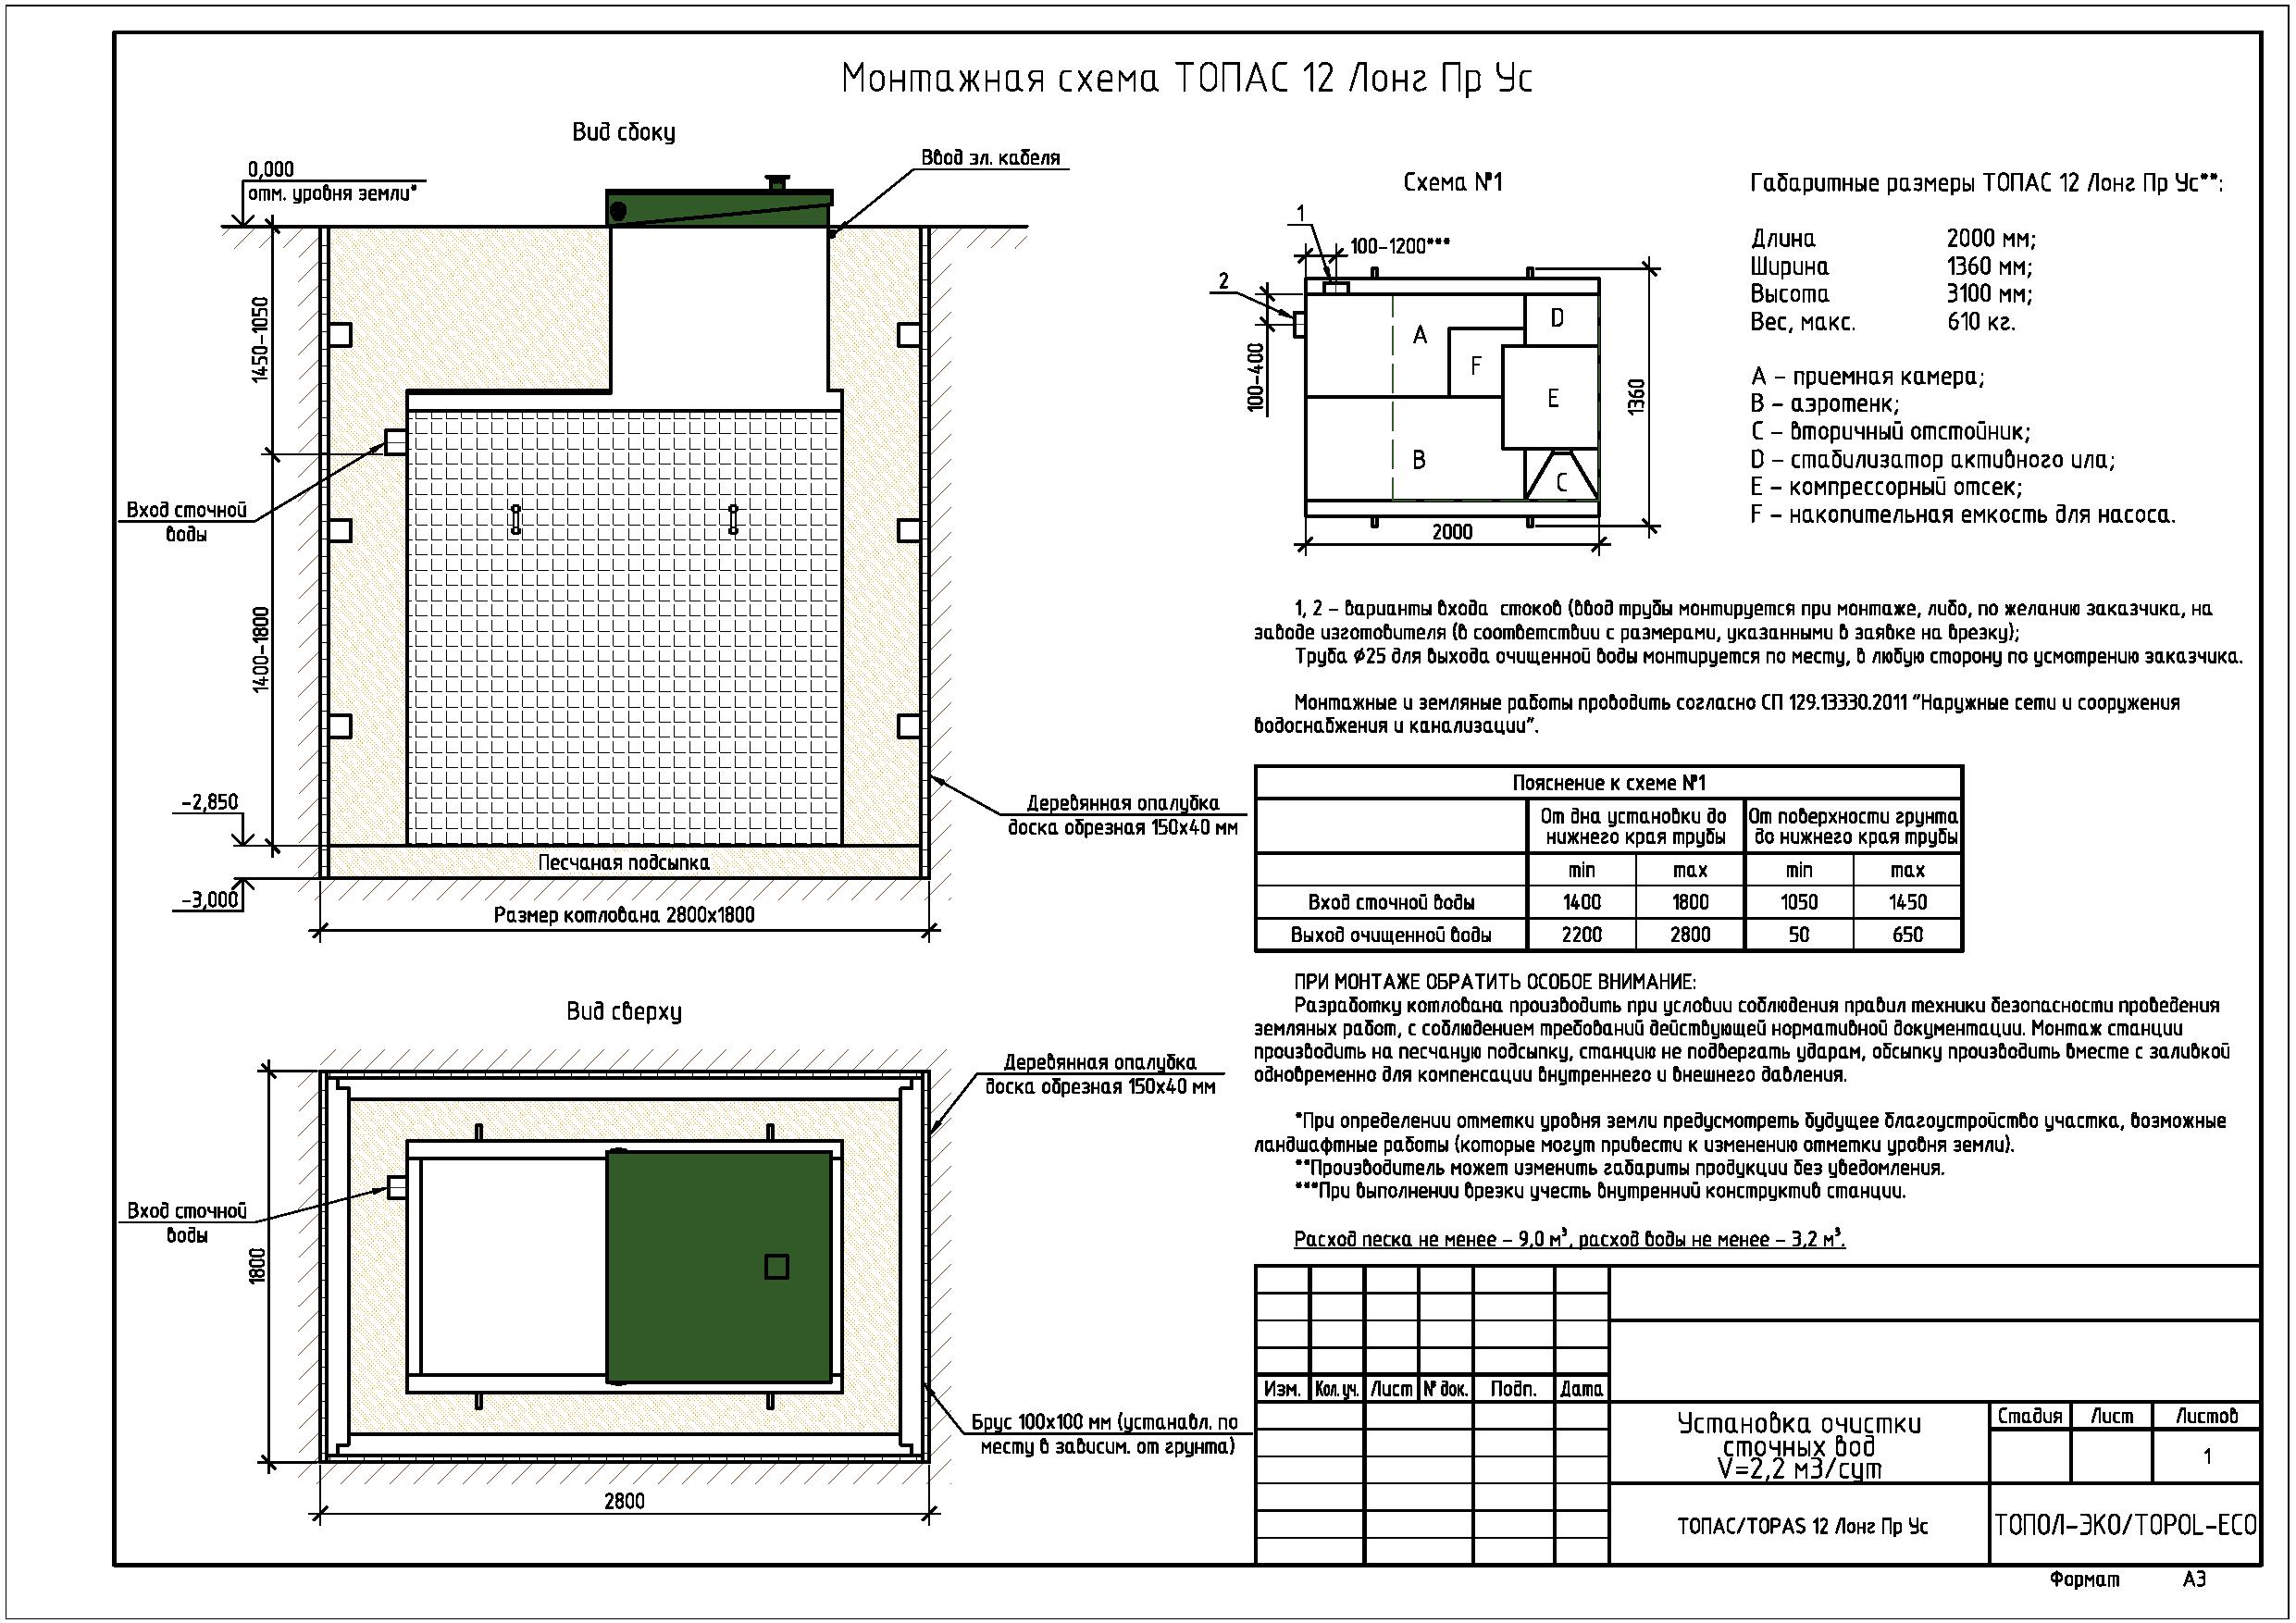 Монтажная схема ТОПАС 12 Лонг Пр Ус
Вид сбоку
0,000
отм. уровня земли*
Ввод эл. кабеля
1450-1050
Вход сточной
воды
1400-1800
-2,850
-3,000
Песчаная подсыпка
Размер котлована 2800х1800
Деревянная опалубка
доска обрезная 150х40 мм
Вид сверху
Деревянная опалубка
доска обрезная 150х40 мм
Вход сточной
воды
1800
Брус 100х100 мм (устанавл. по
месту в зависим. от грунта)
2800
Схема №1
1
100-1200***
2
100-400
A
D
F
E
B
C
1360
2000
Габаритные размеры ТОПАС 12 Лонг Пр Ус**:
Длина 2000 мм;
Ширина 1360 мм;
Высота 3100 мм;
Вес, макс. 610 кг.
A – приемная камера;
B – аэротенк;
C – вторичный отстойник;
D – стабилизатор активного ила;
E – компрессорный отсек;
F – накопительная емкость для насоса.
1, 2 – варианты входа стоков (ввод трубы монтируется при монтаже, либо, по желанию заказчика, на
заводе изготовителя (в соответствии с размерами, указанными в заявке на врезку);
Труба ⌀25 для выхода очищенной воды монтируется по месту, в любую сторону по усмотрению заказчика.
Монтажные и земляные работы проводить согласно СП 129.13330.2011 "Наружные сети и сооружения
водоснабжения и канализации".
Пояснение к схеме №1
От дна установки до нижнего края трубы
От поверхности грунта до нижнего края трубы
min max min max
Вход сточной воды 1400 1800 1050 1450
Выход очищенной воды 2200 2800 50 650
ПРИ МОНТАЖЕ ОБРАТИТЬ ОСОБОЕ ВНИМАНИЕ:
Разработку котлована производить при условии соблюдения правил техники безопасности проведения
земляных работ, с соблюдением требований действующей нормативной документации. Монтаж станции
производить на песчаную подсыпку, станцию не подвергать ударам, обсыпку производить вместе с заливкой
одновременно для компенсации внутреннего и внешнего давления.
*При определении отметки уровня земли предусмотреть будущее благоустройство участка, возможные
ландшафтные работы (которые могут привести к изменению отметки уровня земли).
**Производитель может изменить габариты продукции без уведомления.
***При выполнении врезки учесть внутренний конструктив станции.
Расход песка не менее – 9,0 м³, расход воды не менее – 3,2 м³.
Изм. Кол.уч. Лист № док. Подп. Дата
Установка очистки
сточных вод
V=2,2 м3/сут
Стадия Лист Листов
1
ТОПАС/TOPAS 12 Лонг Пр Ус
ТОПОЛ-ЭКО/TOPOL-ECO
Формат А3